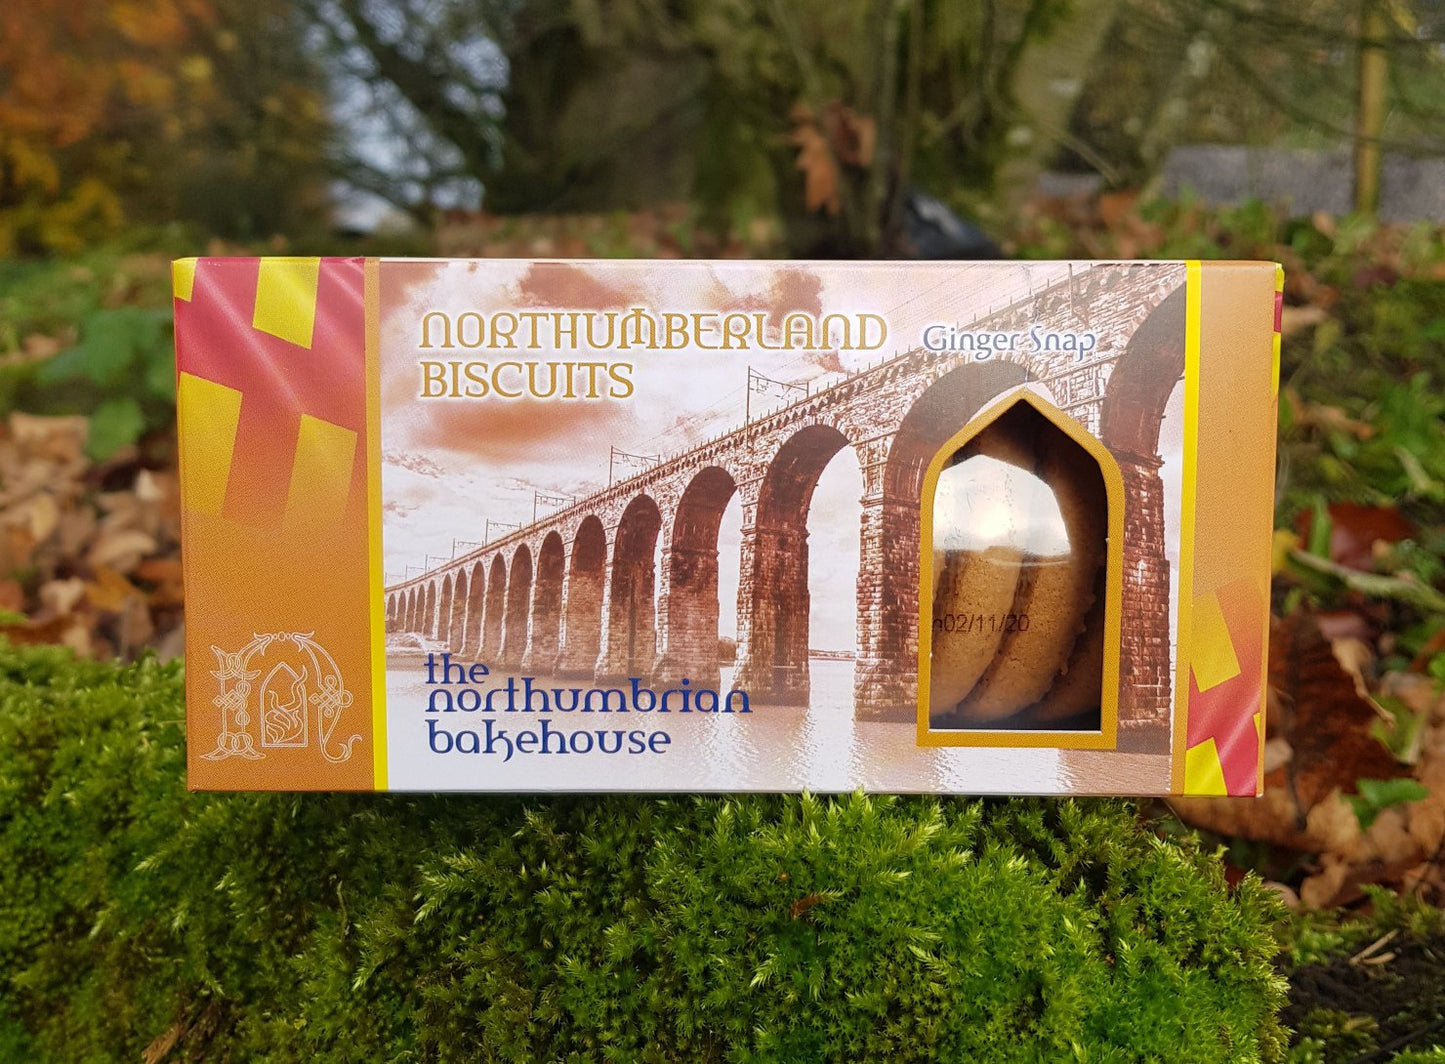 NORTHUMBERLAND
BISCUITS
Ginger Snap
02/11/20
the
northumbrian
bakehouse